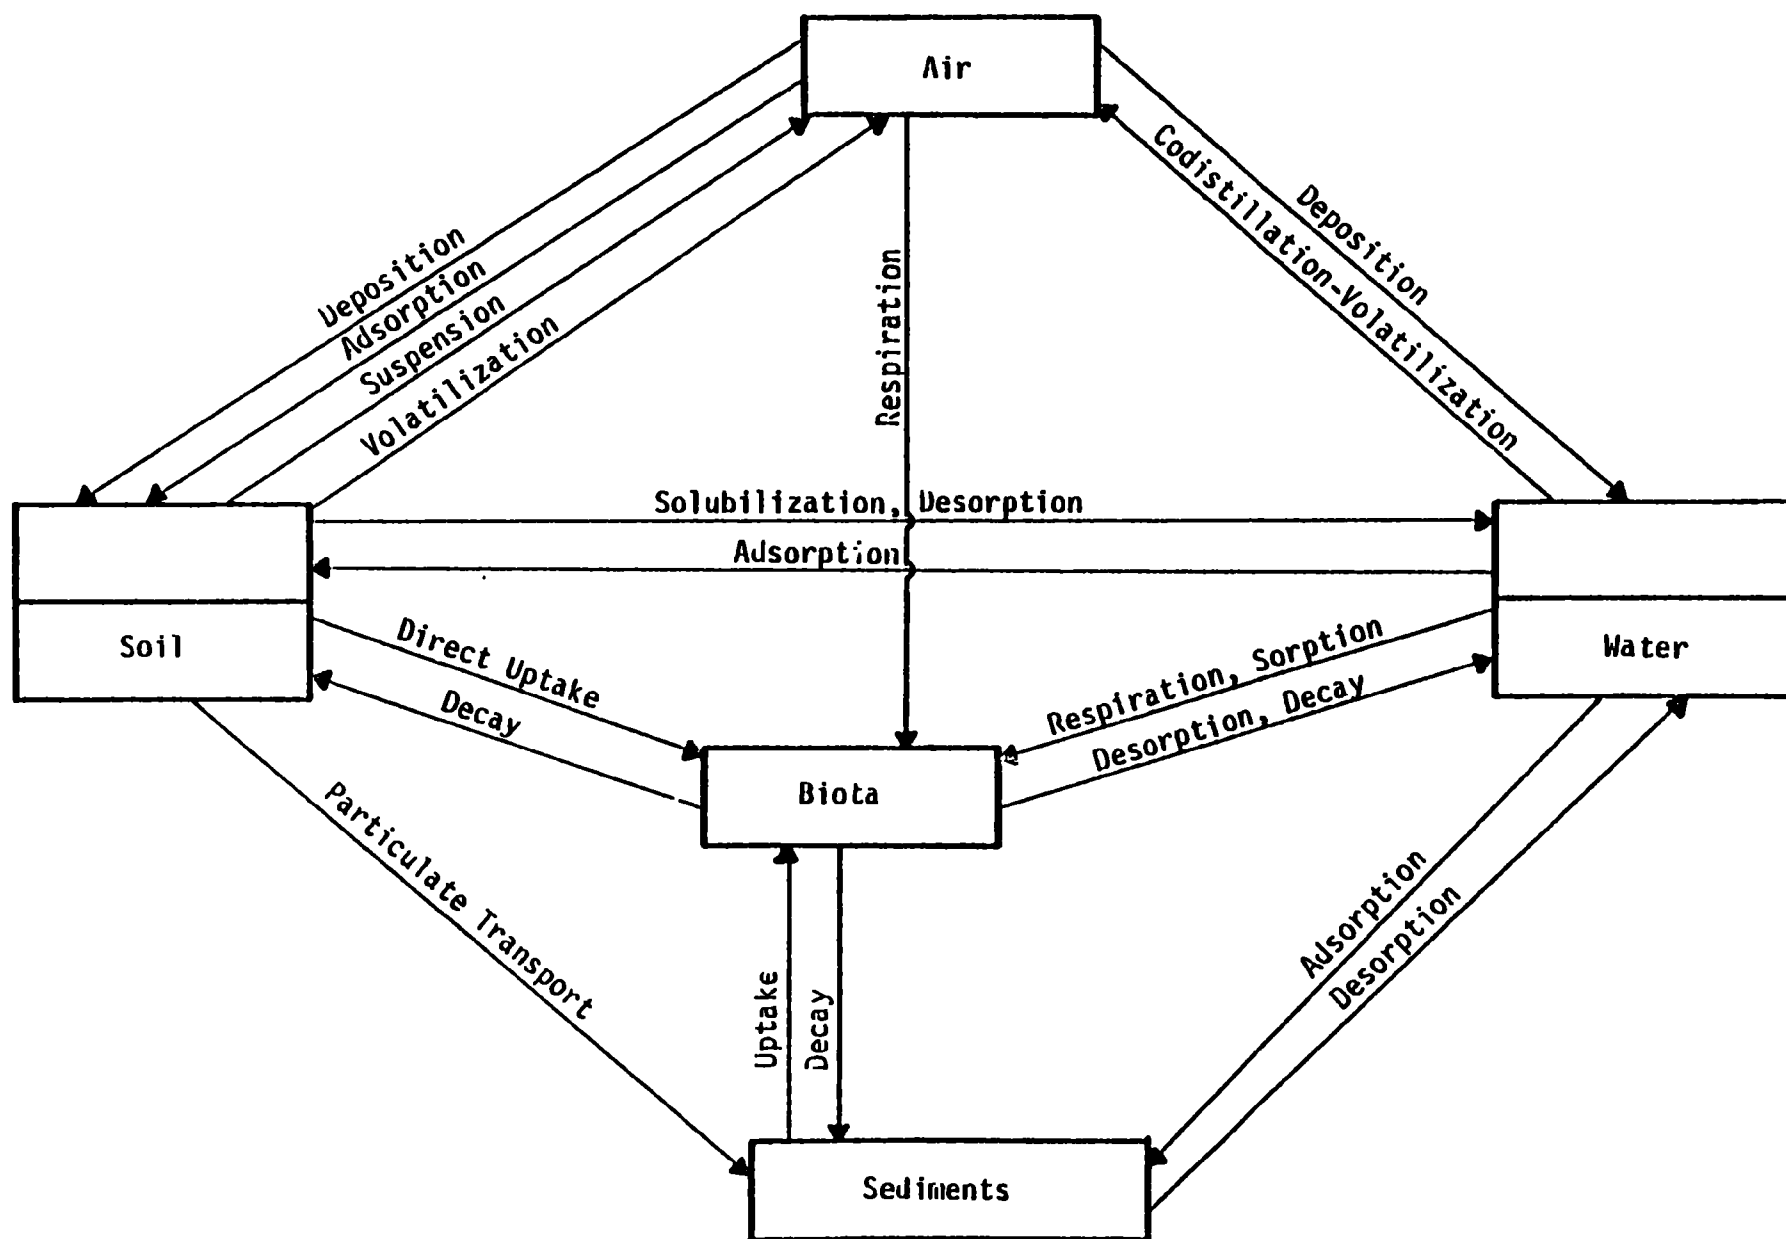 Air
Deposition
Adsorption
Suspension
Volatilization
Respiration
Deposition
Codistillation-Volatilization
Solubilization, Desorption
Adsorption
Soil
Water
Direct Uptake
Decay
Respiration, Sorption
Desorption, Decay
Biota
Particulate Transport
Uptake
Decay
Adsorption
Desorption
Sediments